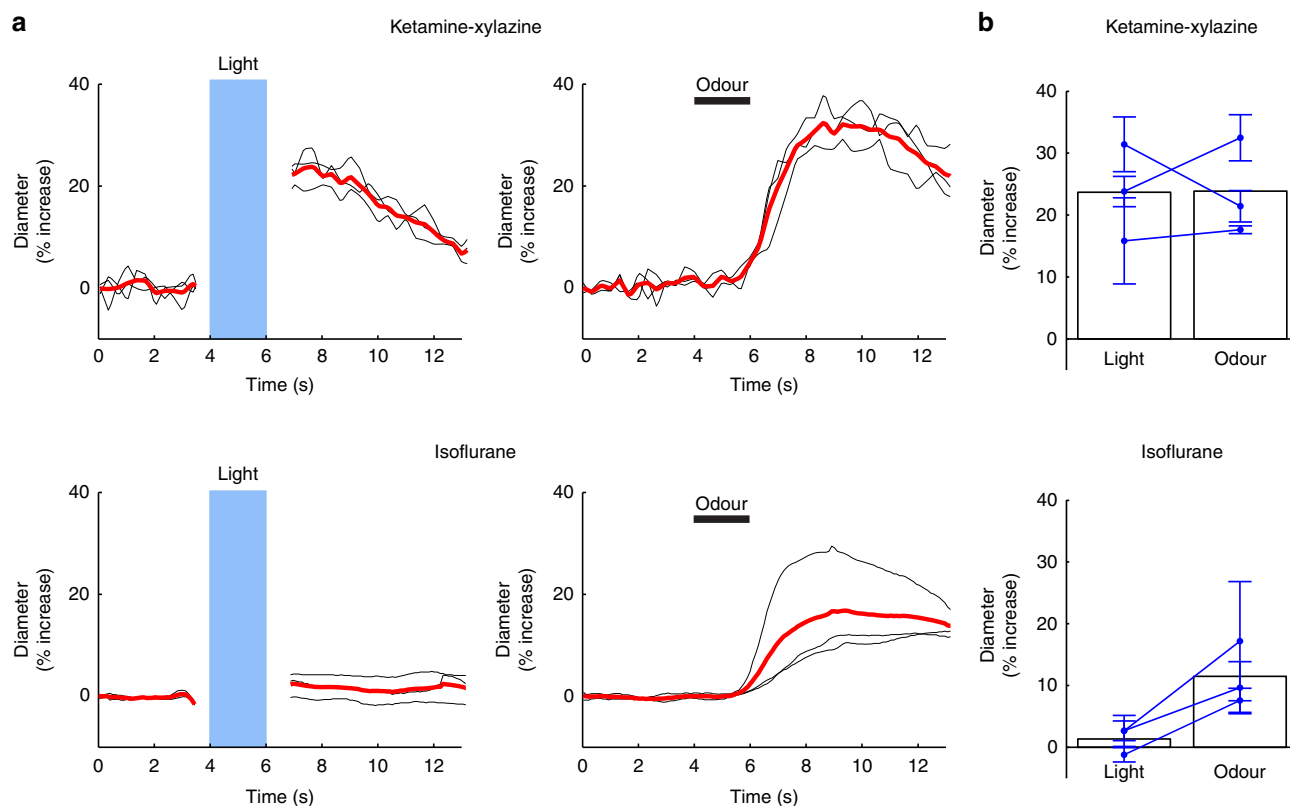 a
Ketamine-xylazine
b
Ketamine-xylazine
Light
Odour
40
20
0
Diameter
(% increase)
0 2 4 6 8 10 12
Time (s)
40
20
0
Diameter
(% increase)
0 2 4 6 8 10 12
Time (s)
40
30
20
10
0
Diameter
(% increase)
Light Odour
Isoflurane
Isoflurane
Light
Odour
40
20
0
Diameter
(% increase)
0 2 4 6 8 10 12
Time (s)
40
20
0
Diameter
(% increase)
0 2 4 6 8 10 12
Time (s)
40
30
20
10
0
Diameter
(% increase)
Light Odour